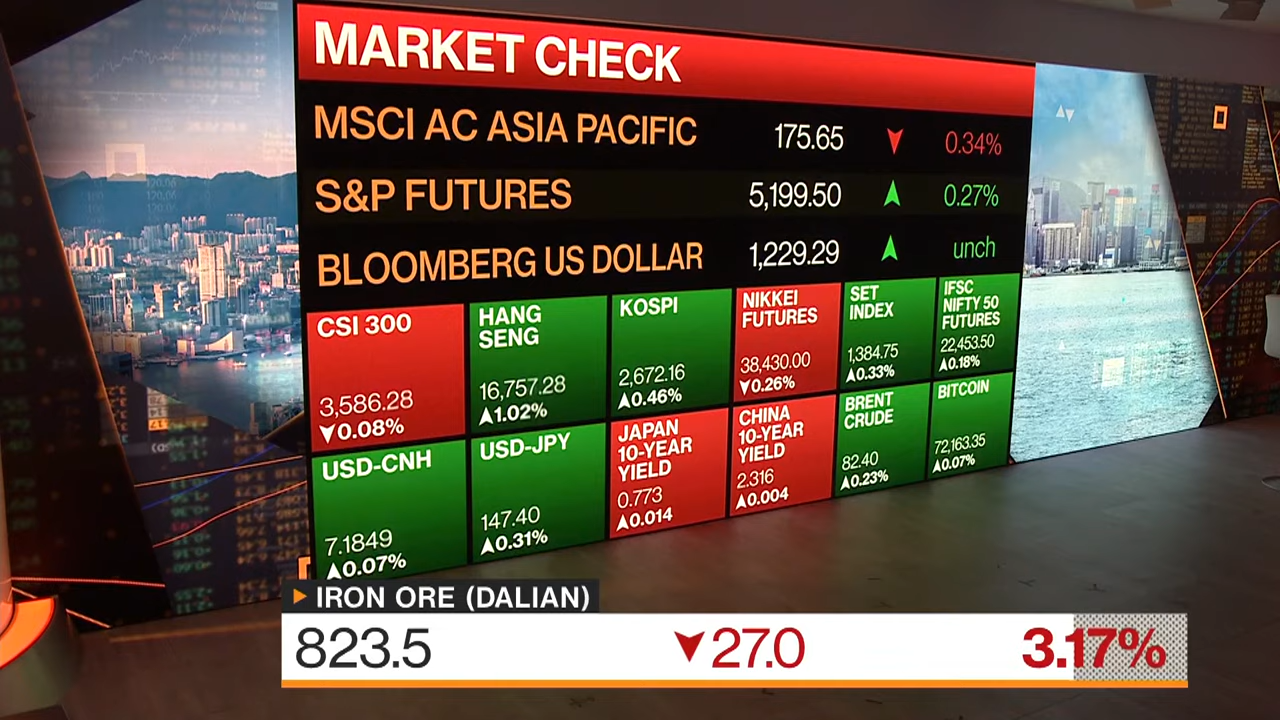 MARKET CHECK
MSCI AC ASIA PACIFIC 175.65 ▼ 0.34%
S&P FUTURES 5,199.50 ▲ 0.27%
BLOOMBERG US DOLLAR 1,229.29 ▲ unch
CSI 300
3,586.28
▼0.08%
HANG
SENG
16,757.28
▲1.02%
KOSPI
2,672.16
▲0.46%
NIKKEI
FUTURES
38,430.00
▼0.26%
SET
INDEX
1,384.75
▲0.33%
IFSC
NIFTY 50
FUTURES
22,453.50
▲0.18%
USD-CNH
7.1849
▲0.07%
USD-JPY
147.40
▲0.31%
JAPAN
10-YEAR
YIELD
0.773
▲0.014
CHINA
10-YEAR
YIELD
2.316
▲0.004
BRENT
CRUDE
82.40
▲0.23%
BITCOIN
72,163.35
▲0.07%
IRON ORE (DALIAN)
823.5 ▼27.0 3.17%